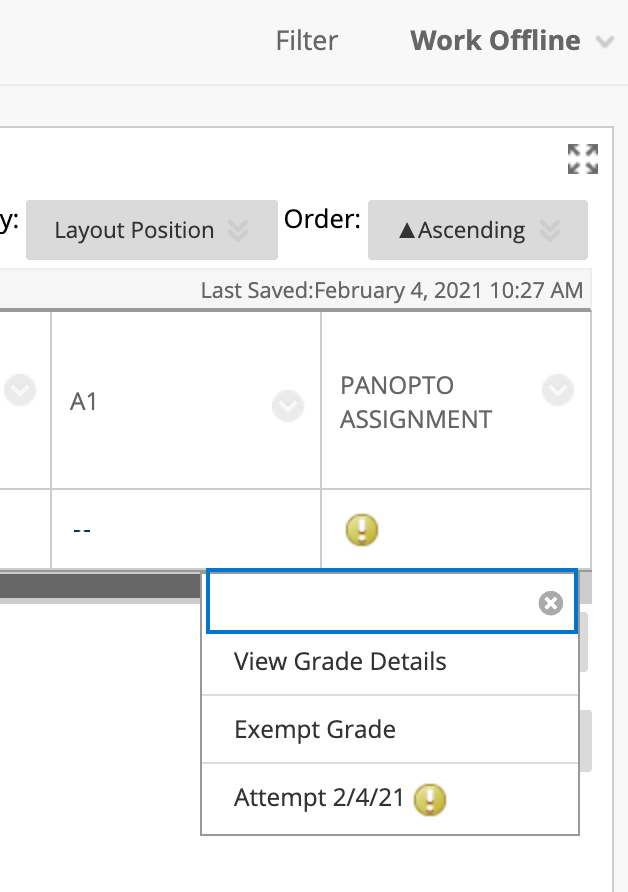 Filter Work Offline
y: Layout Position Order: ▲Ascending
Last Saved:February 4, 2021 10:27 AM
A1
PANOPTO
ASSIGNMENT
--
View Grade Details
Exempt Grade
Attempt 2/4/21